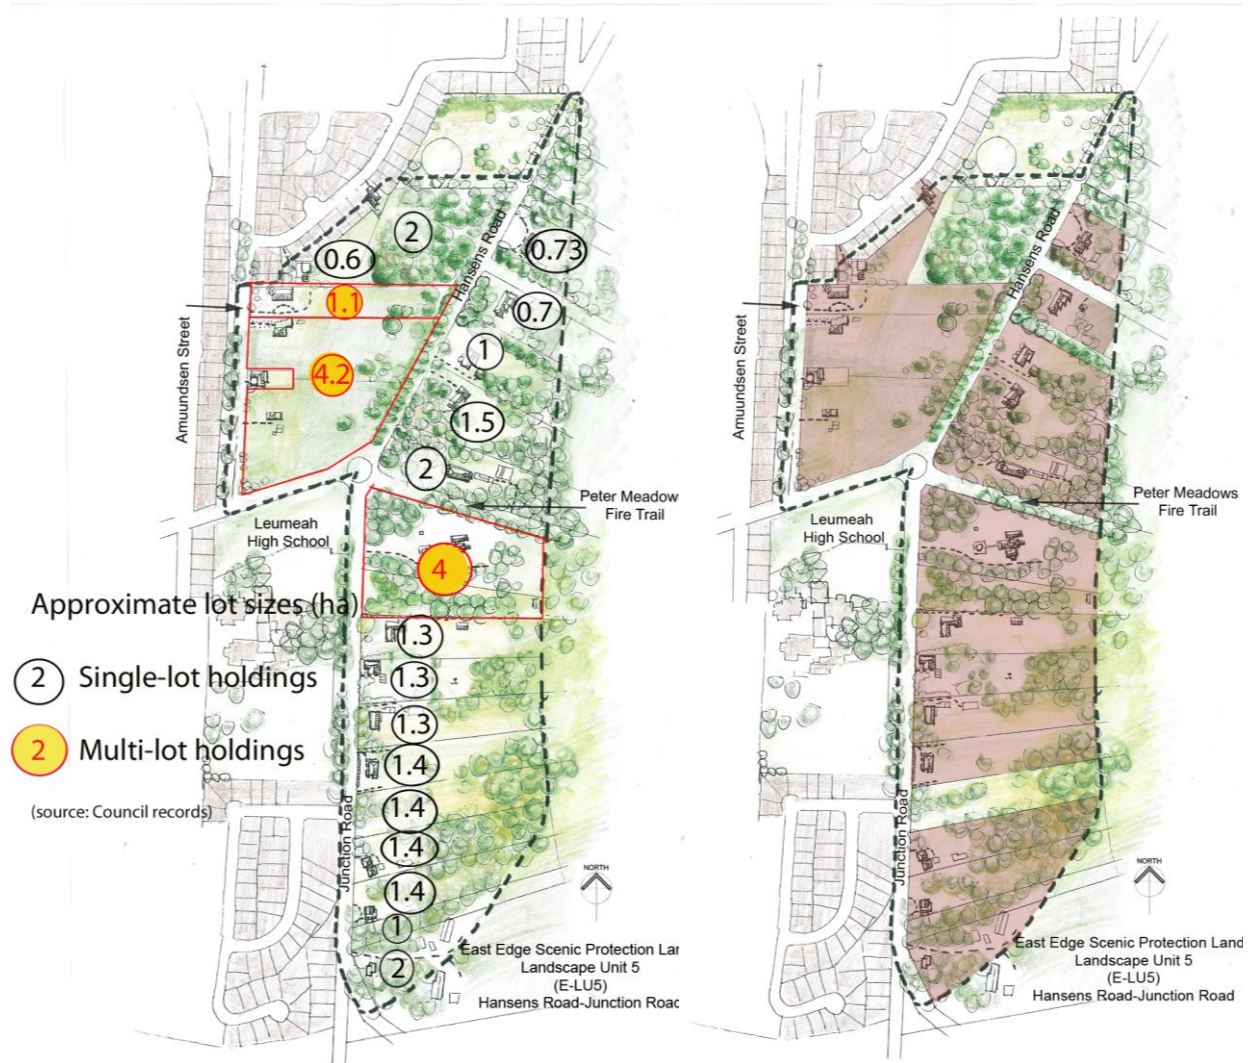 Hansens Road
2
0.6
0.73
1.1
0.7
1
Amuundsen Street
4.2
1.5
2
Peter Meadows
Fire Trail
Leumeah
High School
4
Approximate lot sizes (ha)
2 Single-lot holdings
2 Multi-lot holdings
(source: Council records)
1.3
1.3
1.3
1.4
1.4
1.4
1.4
1
2
Junction Road
NORTH
East Edge Scenic Protection Lan
Landscape Unit 5
(E-LU5)
Hansens Road-Junction Road
Hansens Road
Amuundsen Street
Peter Meadows
Fire Trail
Leumeah
High School
Junction Road
NORTH
East Edge Scenic Protection Land
Landscape Unit 5
(E-LU5)
Hansens Road-Junction Road